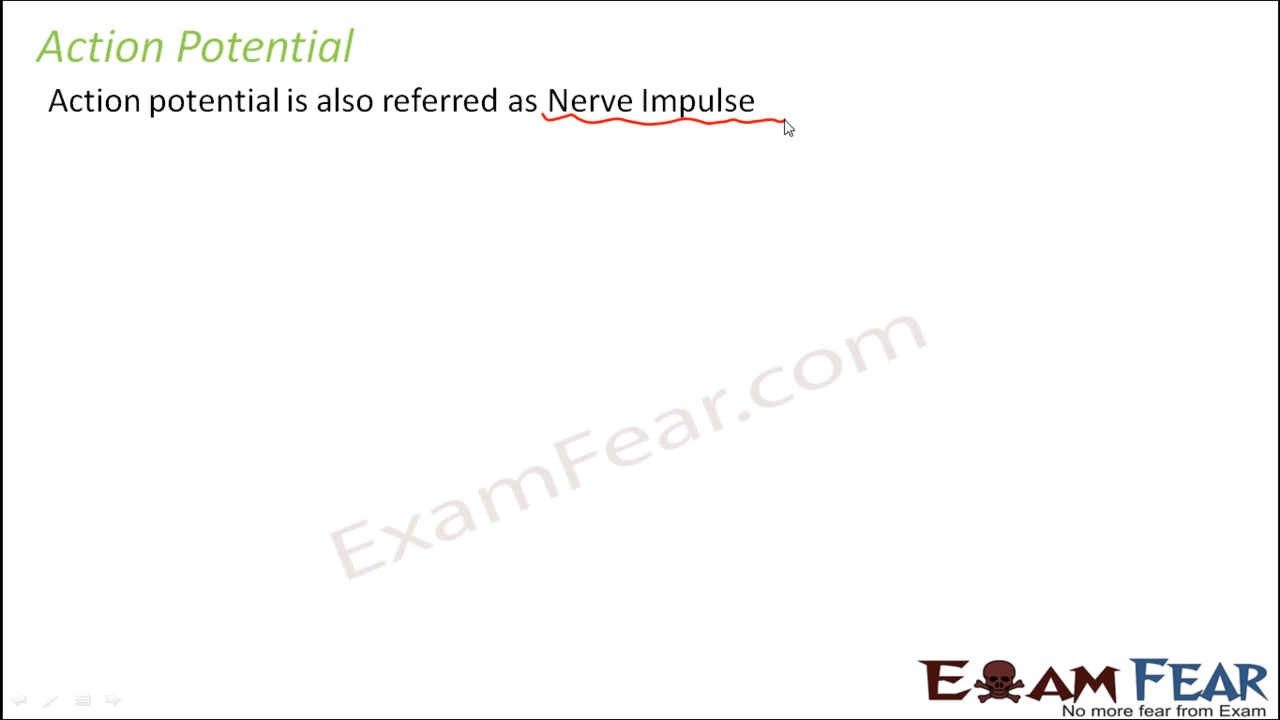 Action Potential
Action potential is also referred as Nerve Impulse
ExamFear.com
EXAM FEAR
No more fear from Exam